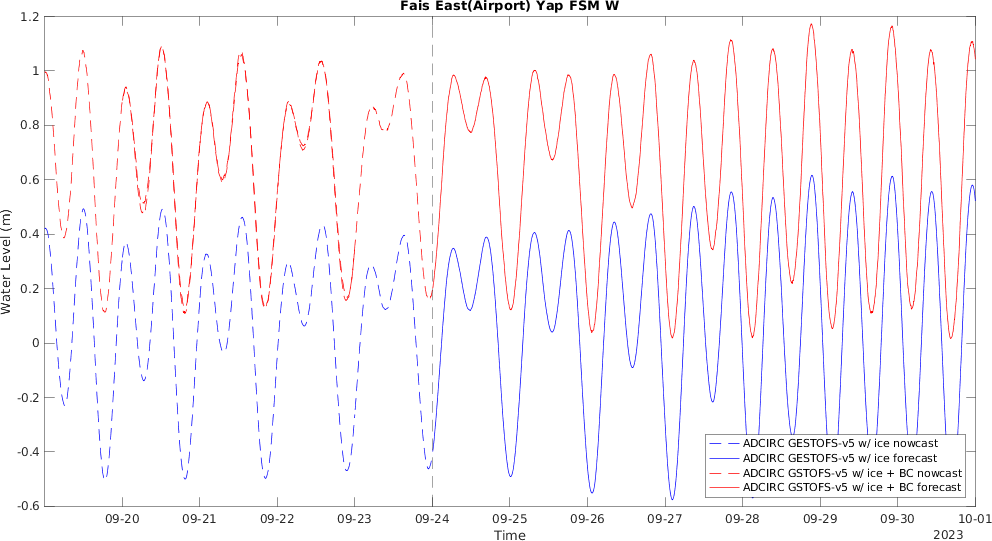 Fais East(Airport) Yap FSM W
Water Level (m)
1.2
1
0.8
0.6
0.4
0.2
0
-0.2
-0.4
-0.6
ADCIRC GESTOFS-v5 w/ ice nowcast
ADCIRC GESTOFS-v5 w/ ice forecast
ADCIRC GSTOFS-v5 w/ ice + BC nowcast
ADCIRC GSTOFS-v5 w/ ice + BC forecast
09-20 09-21 09-22 09-23 09-24 09-25 09-26 09-27 09-28 09-29 09-30 10-01
Time
2023